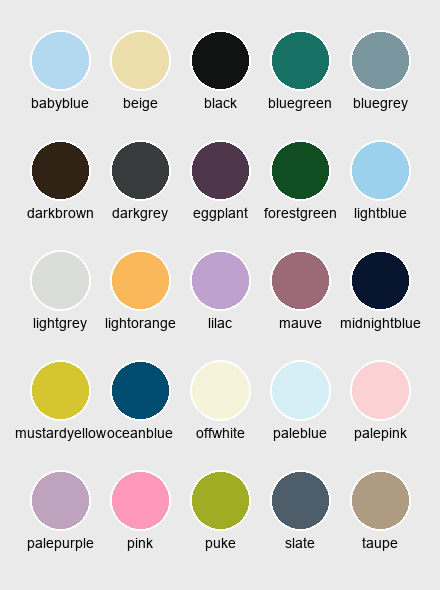 babyblue beige black bluegreen bluegrey
darkbrown darkgrey eggplant forestgreen lightblue
lightgrey lightorange lilac mauve midnightblue
mustardyellow oceanblue offwhite paleblue palepink
palepurple pink puke slate taupe